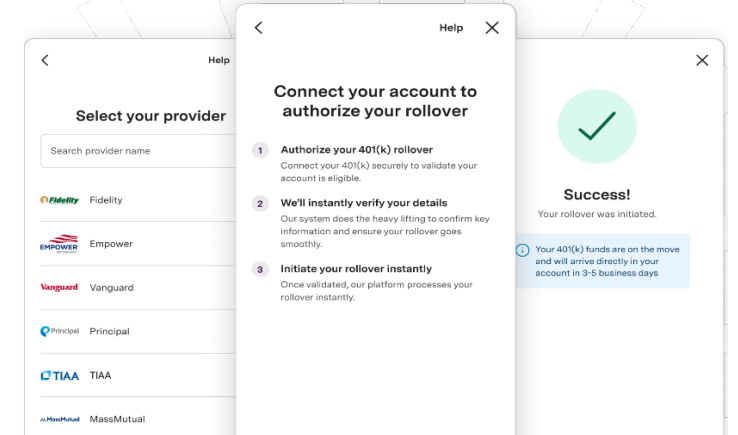 Help
Select your provider
Search provider name
Fidelity Fidelity
EMPOWER Empower
Vanguard Vanguard
Principal Principal
TIAA TIAA
MassMutual MassMutual
Help
Connect your account to
authorize your rollover
1 Authorize your 401(k) rollover
Connect your 401(k) securely to validate your
account is eligible.
2 We'll instantly verify your details
Our system does the heavy lifting to confirm key
information and ensure your rollover goes
smoothly.
3 Initiate your rollover instantly
Once validated, our platform processes your
rollover instantly.
Success!
Your rollover was initiated.
Your 401(k) funds are on the move
and will arrive directly in your
account in 3-5 business days